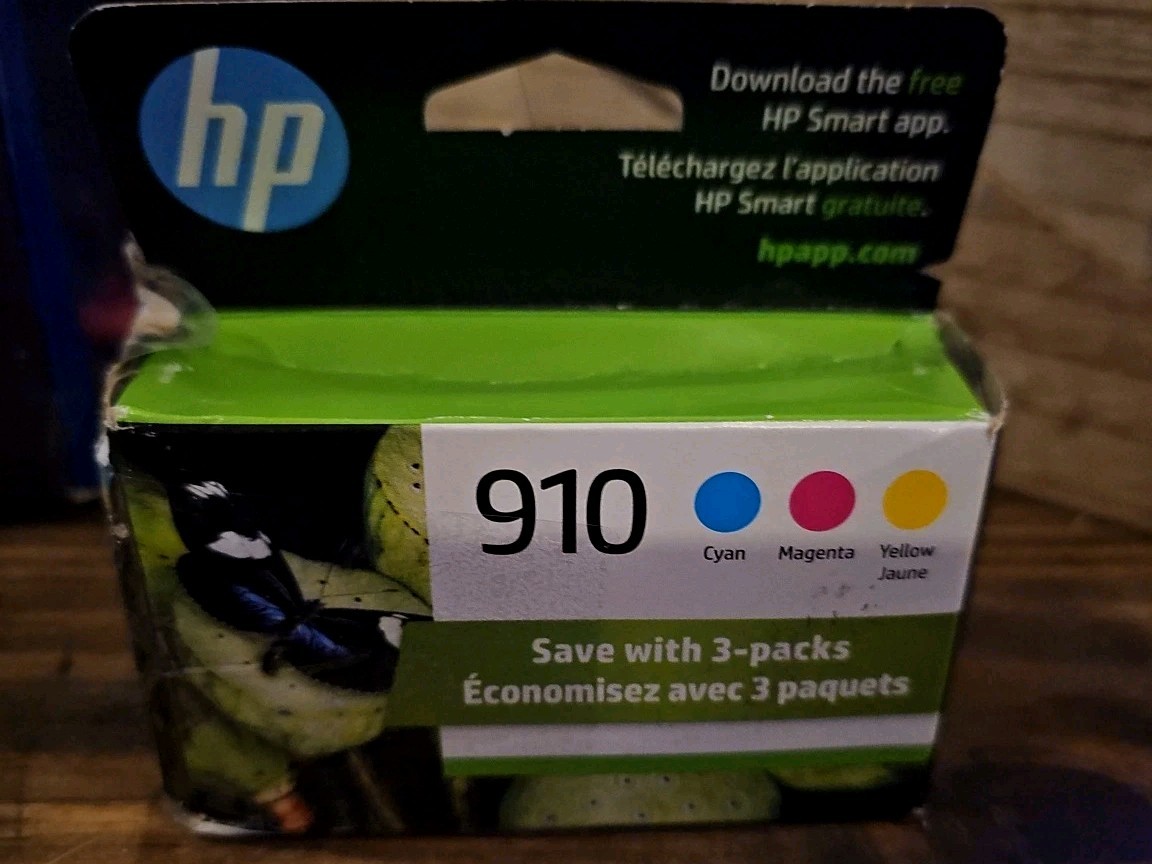 hp
Download the free
HP Smart app.
Téléchargez l'application
HP Smart gratuite.
hpapp.com
910
Cyan
Magenta
Yellow
Jaune
Save with 3-packs
Économisez avec 3 paquets